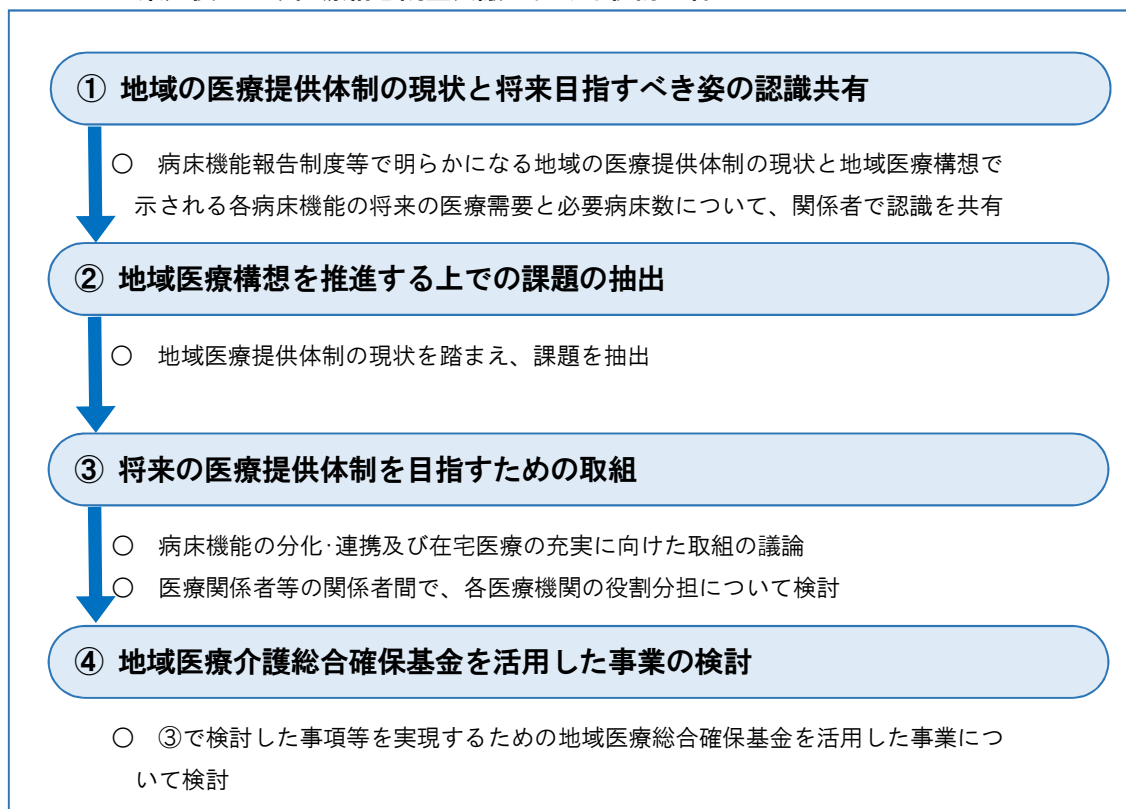 ① 地域の医療提供体制の現状と将来目指すべき姿の認識共有
○ 病床機能報告制度等で明らかになる地域の医療提供体制の現状と地域医療構想で
示される各病床機能の将来の医療需要と必要病床数について、関係者で認識を共有
② 地域医療構想を推進する上での課題の抽出
○ 地域医療提供体制の現状を踏まえ、課題を抽出
③ 将来の医療提供体制を目指すための取組
○ 病床機能の分化･連携及び在宅医療の充実に向けた取組の議論
○ 医療関係者等の関係者間で、各医療機関の役割分担について検討
④ 地域医療介護総合確保基金を活用した事業の検討
○ ③で検討した事項等を実現するための地域医療総合確保基金を活用した事業につ
いて検討